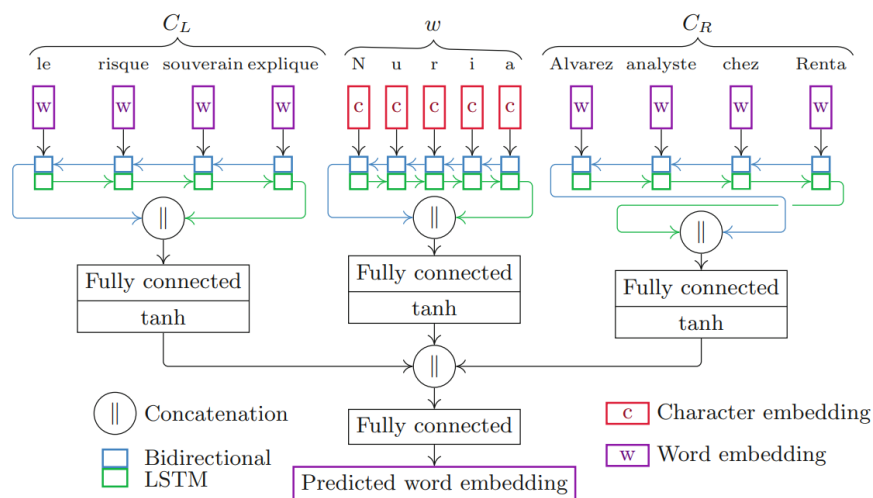 C_L w C_R
le risque souverain explique N u r i a Alvarez analyste chez Renta
w w w w c c c c c w w w w
|| || ||
Fully connected Fully connected Fully connected
tanh tanh tanh
||
|| Concatenation
Fully connected
c Character embedding
Bidirectional
LSTM
w Word embedding
Predicted word embedding